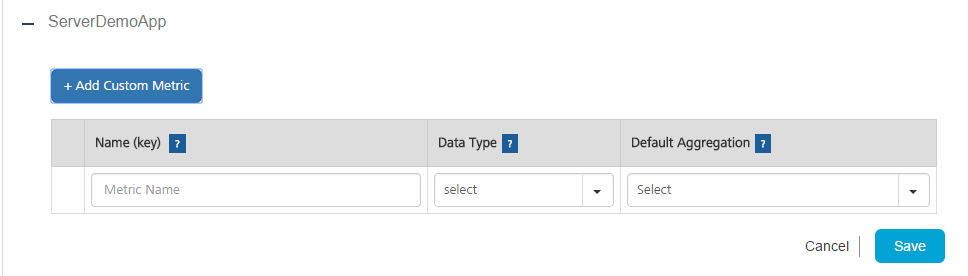 ServerDemoApp
+ Add Custom Metric
Name (key) ? Data Type ? Default Aggregation ?
Metric Name select Select
Cancel Save